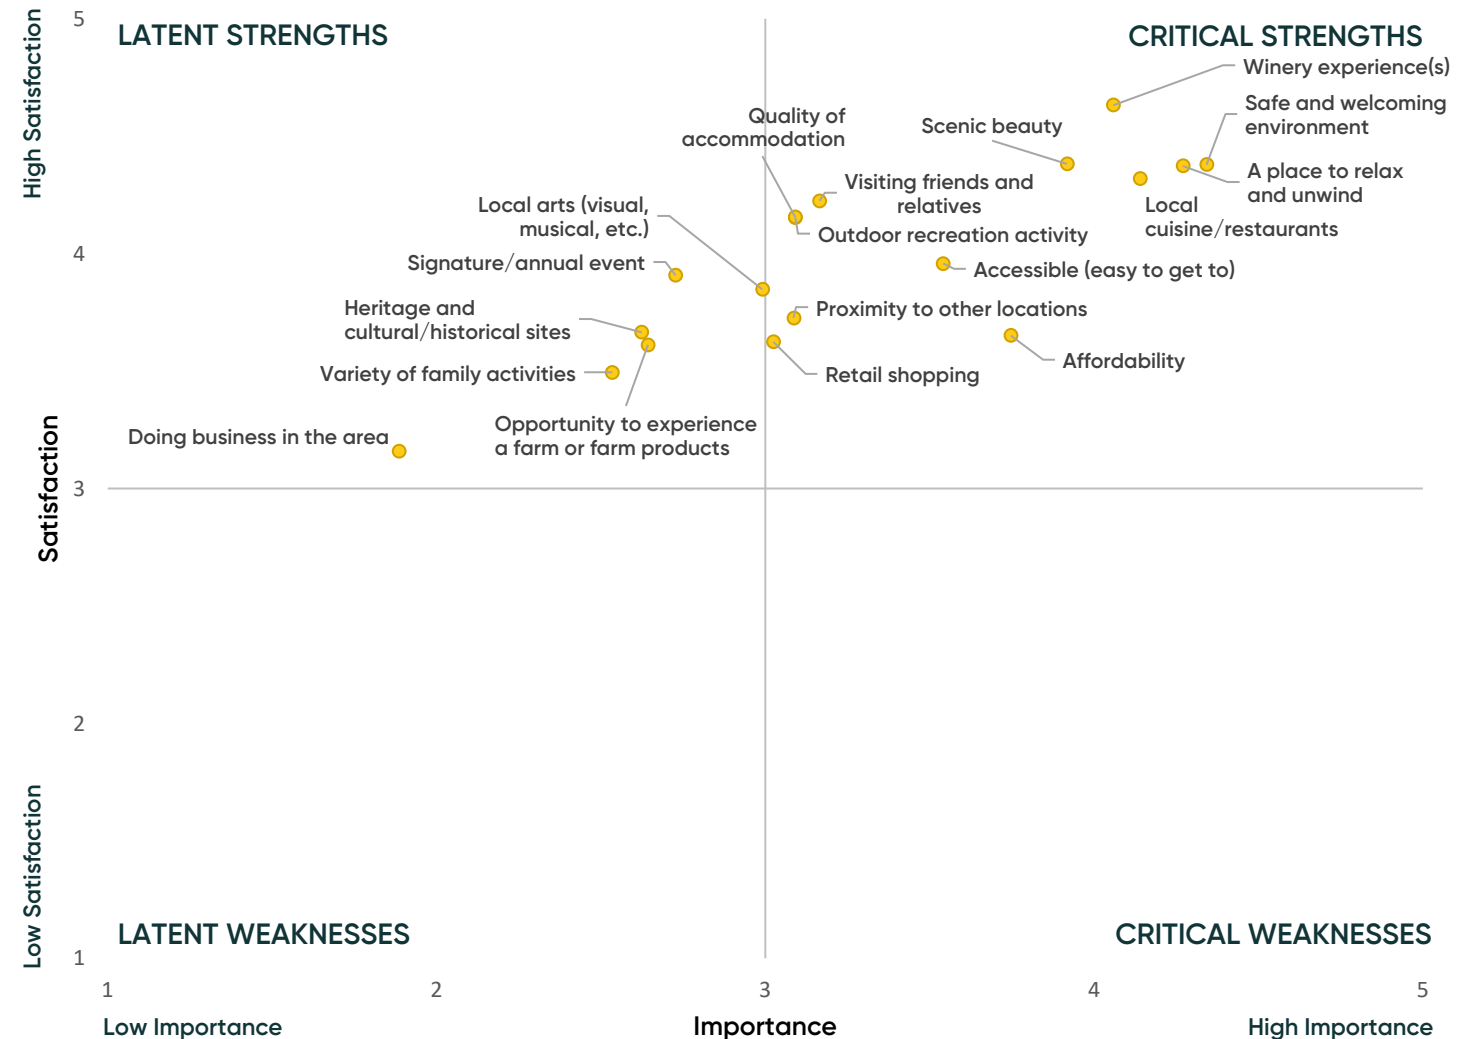 5
High Satisfaction
LATENT STRENGTHS
CRITICAL STRENGTHS
Winery experience(s)
Safe and welcoming
environment
Quality of
accommodation
Scenic beauty
A place to relax
and unwind
Visiting friends and
relatives
Local
cuisine/restaurants
Local arts (visual,
musical, etc.)
Outdoor recreation activity
4
Signature/annual event
Accessible (easy to get to)
Heritage and
cultural/historical sites
Proximity to other locations
Affordability
Variety of family activities
Retail shopping
Opportunity to experience
a farm or farm products
Doing business in the area
Satisfaction
3
2
Low Satisfaction
LATENT WEAKNESSES
CRITICAL WEAKNESSES
1
1
2
3
4
5
Low Importance
Importance
High Importance